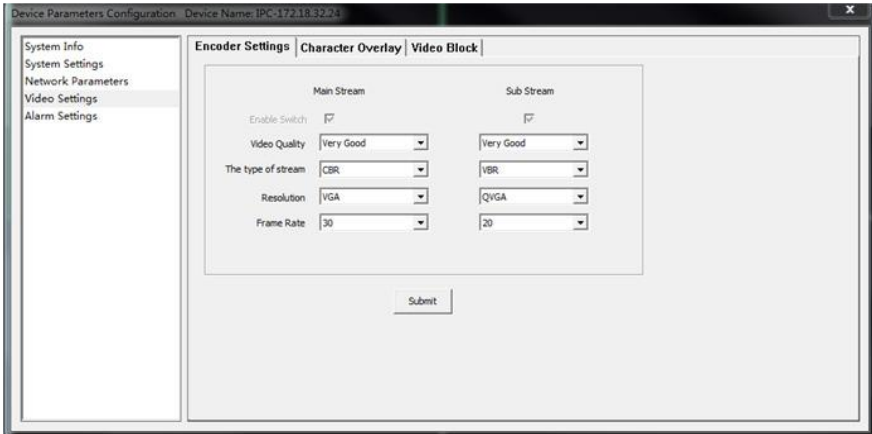 Device Parameters Configuration Device Name: IPC-172.18.32.24
x
System Info
System Settings
Network Parameters
Video Settings
Alarm Settings
Encoder Settings Character Overlay Video Block
Main Stream Sub Stream
Enable Switch
Video Quality Very Good Very Good
The type of stream CBR VBR
Resolution VGA QVGA
Frame Rate 30 20
Submit